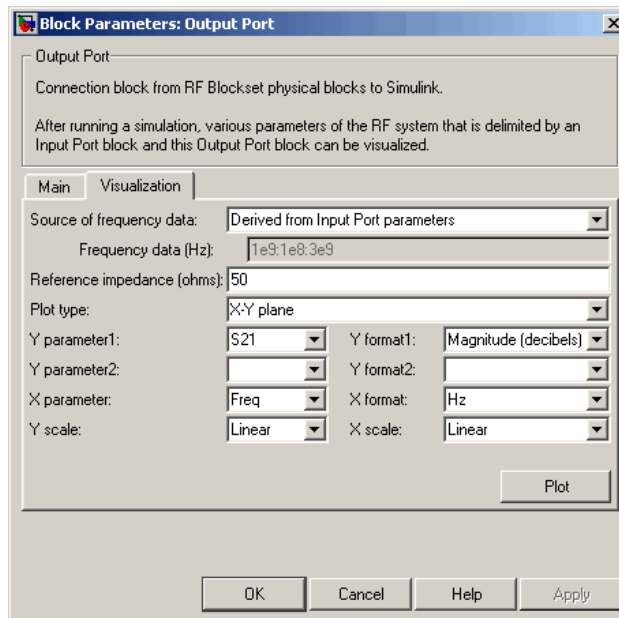 Block Parameters: Output Port
Output Port
Connection block from RF Blockset physical blocks to Simulink.
After running a simulation, various parameters of the RF system that is delimited by an
Input Port block and this Output Port block can be visualized.
Main Visualization
Source of frequency data: Derived from Input Port parameters
Frequency data (Hz): 1e9:1e8:3e9
Reference impedance (ohms): 50
Plot type: X-Y plane
Y parameter1: S21 Y format1: Magnitude (decibels)
Y parameter2: Y format2:
X parameter: Freq X format: Hz
Y scale: Linear X scale: Linear
Plot
OK Cancel Help Apply